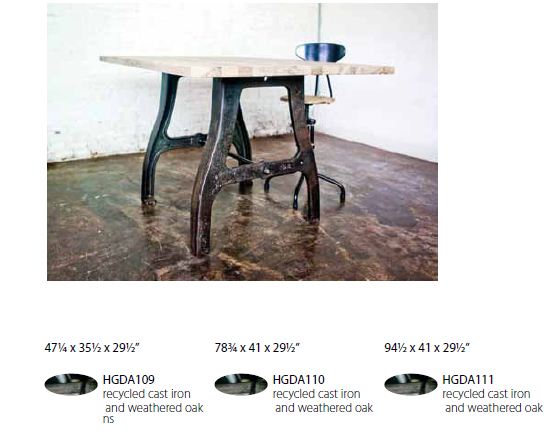 47¼ x 35½ x 29½”
78¾ x 41 x 29½”
94½ x 41 x 29½”
HGDA109
recycled cast iron
and weathered oak
ns
HGDA110
recycled cast iron
and weathered oak
HGDA111
recycled cast iron
and weathered oak